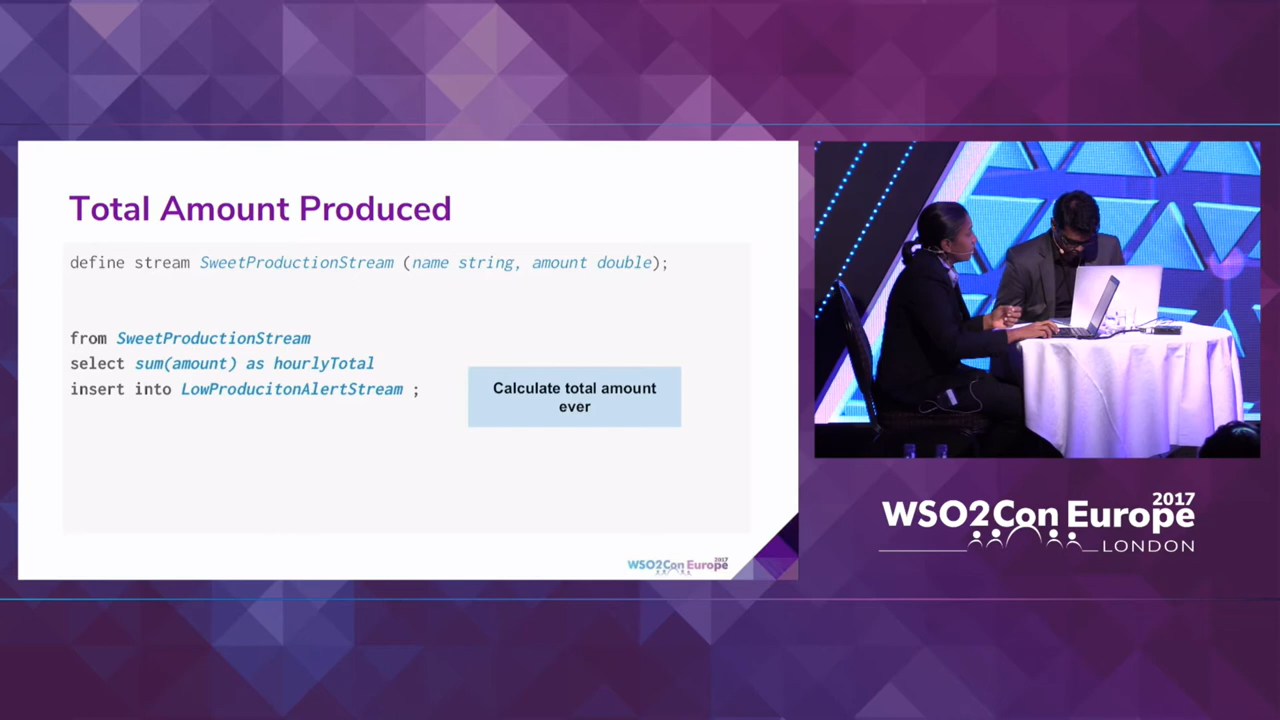 Total Amount Produced
define stream SweetProductionStream (name string, amount double);
from SweetProductionStream
select sum(amount) as hourlyTotal
insert into LowProducitonAlertStream ;
Calculate total amount
ever
WSO2Con Europe 2017
WSO2Con Europe 2017
LONDON